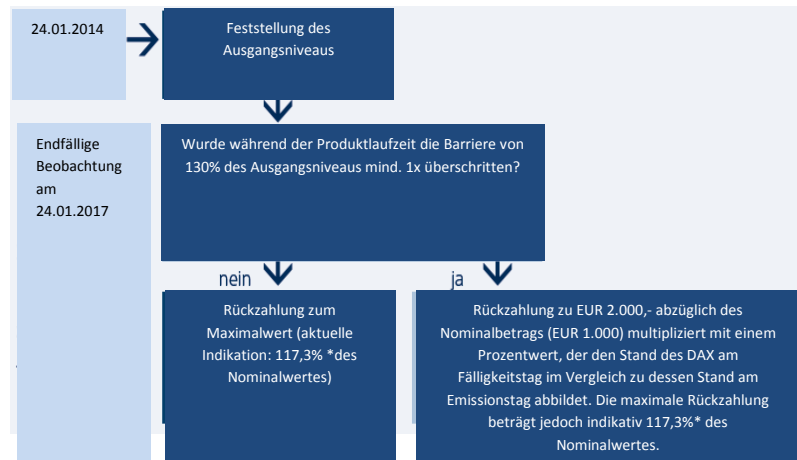 24.01.2014
Feststellung des
Ausgangsniveaus
Endfällige
Beobachtung
am
24.01.2017
Wurde während der Produktlaufzeit die Barriere von
130% des Ausgangsniveaus mind. 1x überschritten?
nein
ja
Rückzahlung zum
Maximalwert (aktuelle
Indikation: 117,3% *des
Nominalwertes)
Rückzahlung zu EUR 2.000,- abzüglich des
Nominalbetrags (EUR 1.000) multipliziert mit einem
Prozentwert, der den Stand des DAX am
Fälligkeitstag im Vergleich zu dessen Stand am
Emissionstag abbildet. Die maximale Rückzahlung
beträgt jedoch indikativ 117,3%* des
Nominalwertes.